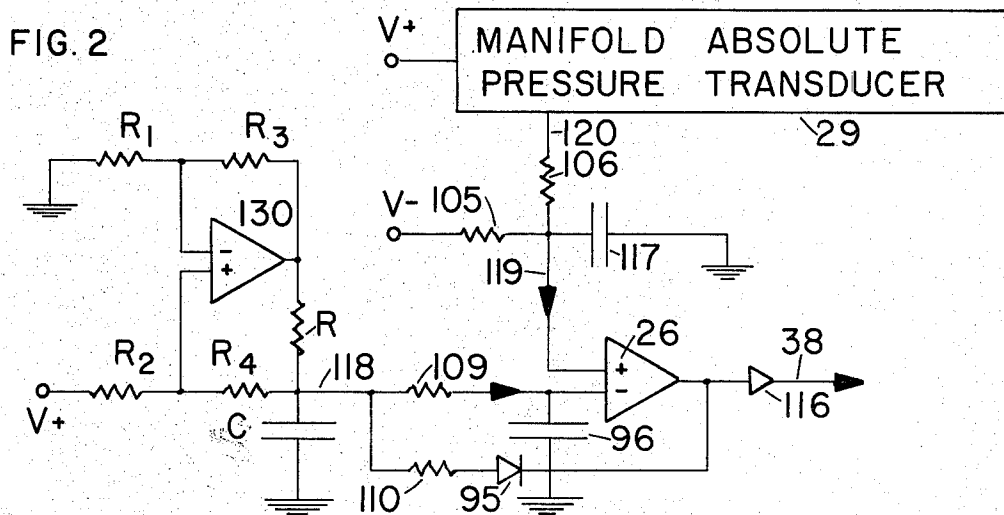 FIG. 2
V+
MANIFOLD ABSOLUTE
PRESSURE TRANSDUCER
29
120
106
R1
R3
V-
105
117
119
130
-
+
R
26
38
+
-
116
R2
R4
118
109
V+
C
96
110
95